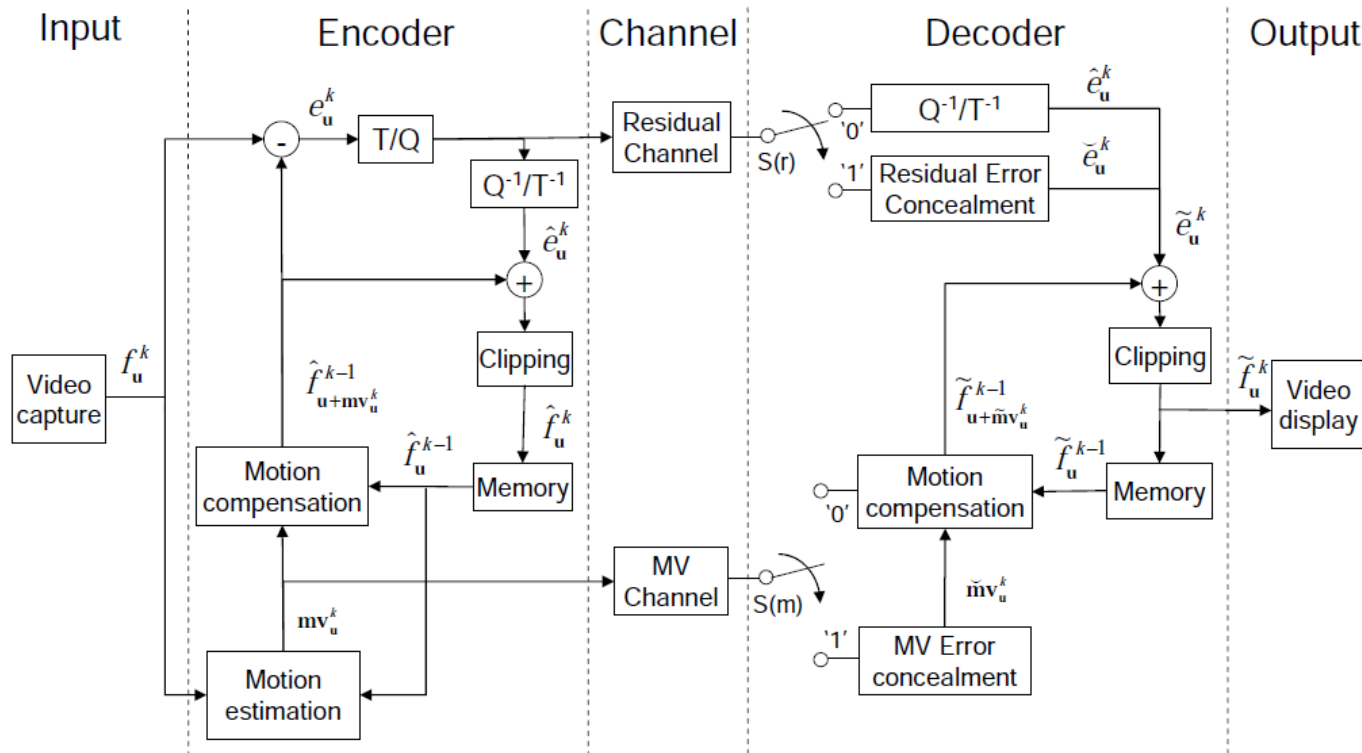 Input
Encoder
Channel
Decoder
Output
e_u^k
-
T/Q
Q⁻¹/T⁻¹
ê_u^k
+
Clipping
f̂_u^k
Memory
f̂_u^{k-1}
f̂_{u+mv_u^k}^{k-1}
Motion
compensation
mv_u^k
Motion
estimation
Video
capture
f_u^k
Residual
Channel
S(r)
'0'
'1'
Q⁻¹/T⁻¹
ê_u^k
Residual Error
Concealment
ĕ_u^k
ẽ_u^k
+
Clipping
f̃_u^k
Video
display
Memory
f̃_u^{k-1}
f̃_{u+m̃v_u^k}^{k-1}
Motion
compensation
'0'
MV
Channel
S(m)
'1'
m̆v_u^k
MV Error
concealment